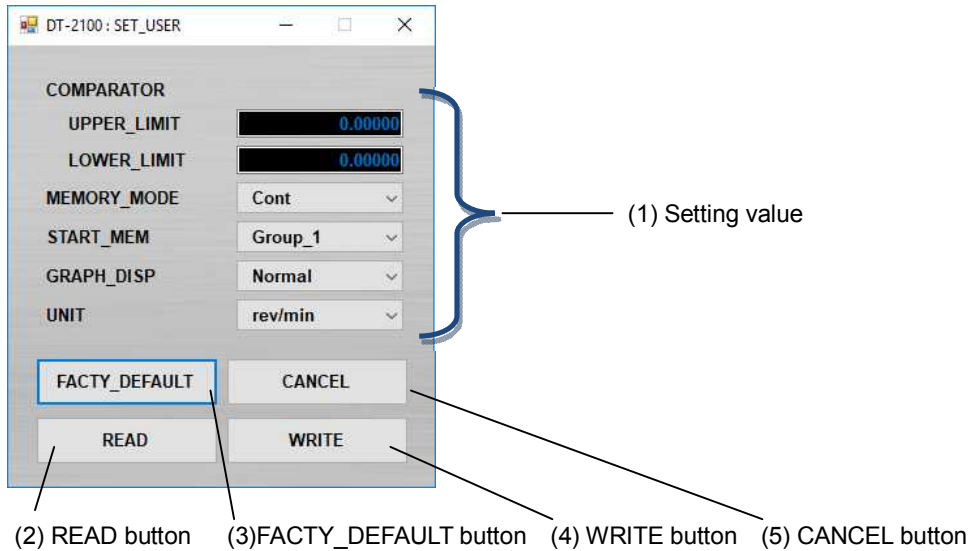 DT-2100 : SET_USER
COMPARATOR
UPPER_LIMIT 0.00000
LOWER_LIMIT 0.00000
MEMORY_MODE Cont
START_MEM Group_1
GRAPH_DISP Normal
UNIT rev/min
(1) Setting value
FACTY_DEFAULT CANCEL
READ WRITE
(2) READ button (3)FACTY_DEFAULT button (4) WRITE button (5) CANCEL button